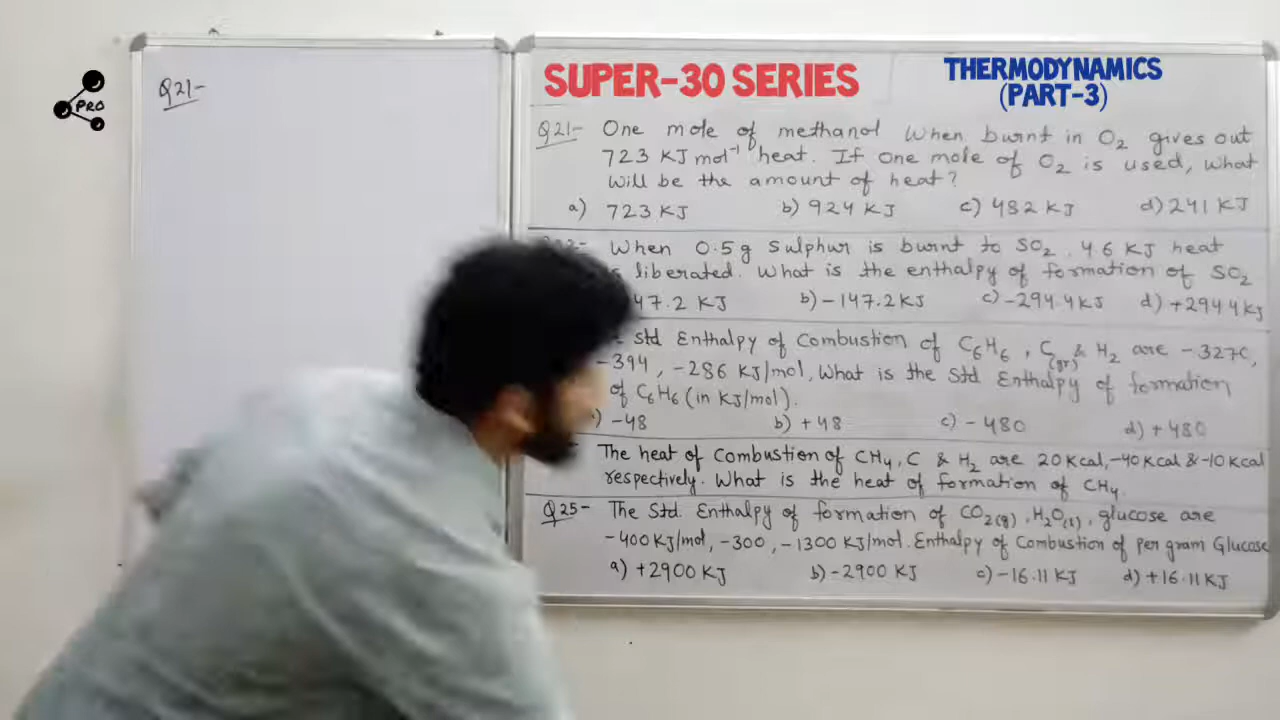 PRO
Q21-
SUPER-30 SERIES
THERMODYNAMICS
(PART-3)
Q21- One mole of methanol When burnt in O2 gives out
723 KJ mol⁻¹ heat. If one mole of O2 is used, What
will be the amount of heat?
a) 723 KJ b) 924 KJ c) 482 KJ d) 241 KJ
When 0.5g Sulphur is burnt to SO2, 4.6 KJ heat
liberated. What is the enthalpy of formation of SO2
47.2 KJ b) -147.2 KJ c) -294.4 KJ d) +294.4 KJ
std Enthalpy of Combustion of C6H6, C(gr) & H2 are -3270,
-394, -286 KJ/mol, What is the Std Enthalpy of formation
of C6H6 (in KJ/mol).
) -48 b) +48 c) -480 d) +480
The heat of Combustion of CH4, C & H2 are 20 Kcal, -40 Kcal & -10 Kcal
respectively. What is the heat of formation of CH4.
Q25- The Std. Enthalpy of formation of CO2(g), H2O(l), glucose are
-400 KJ/mol, -300, -1300 KJ/mol. Enthalpy of Combustion of per gram Glucose
a) +2900 KJ b) -2900 KJ c) -16.11 KJ d) +16.11 KJ